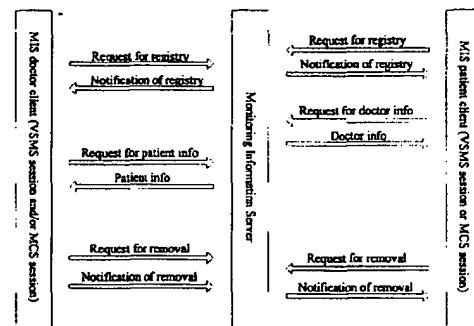 MIS doctor client (VSMS session and/or MCS session)
Request for registry
Notification of registry
Request for patient info
Patient info
Request for removal
Notification of removal
Monitoring Information Server
Request for registry
Notification of registry
Request for doctor info
Doctor info
Request for removal
Notification of removal
MIS patient client (VSMS session or MCS session)